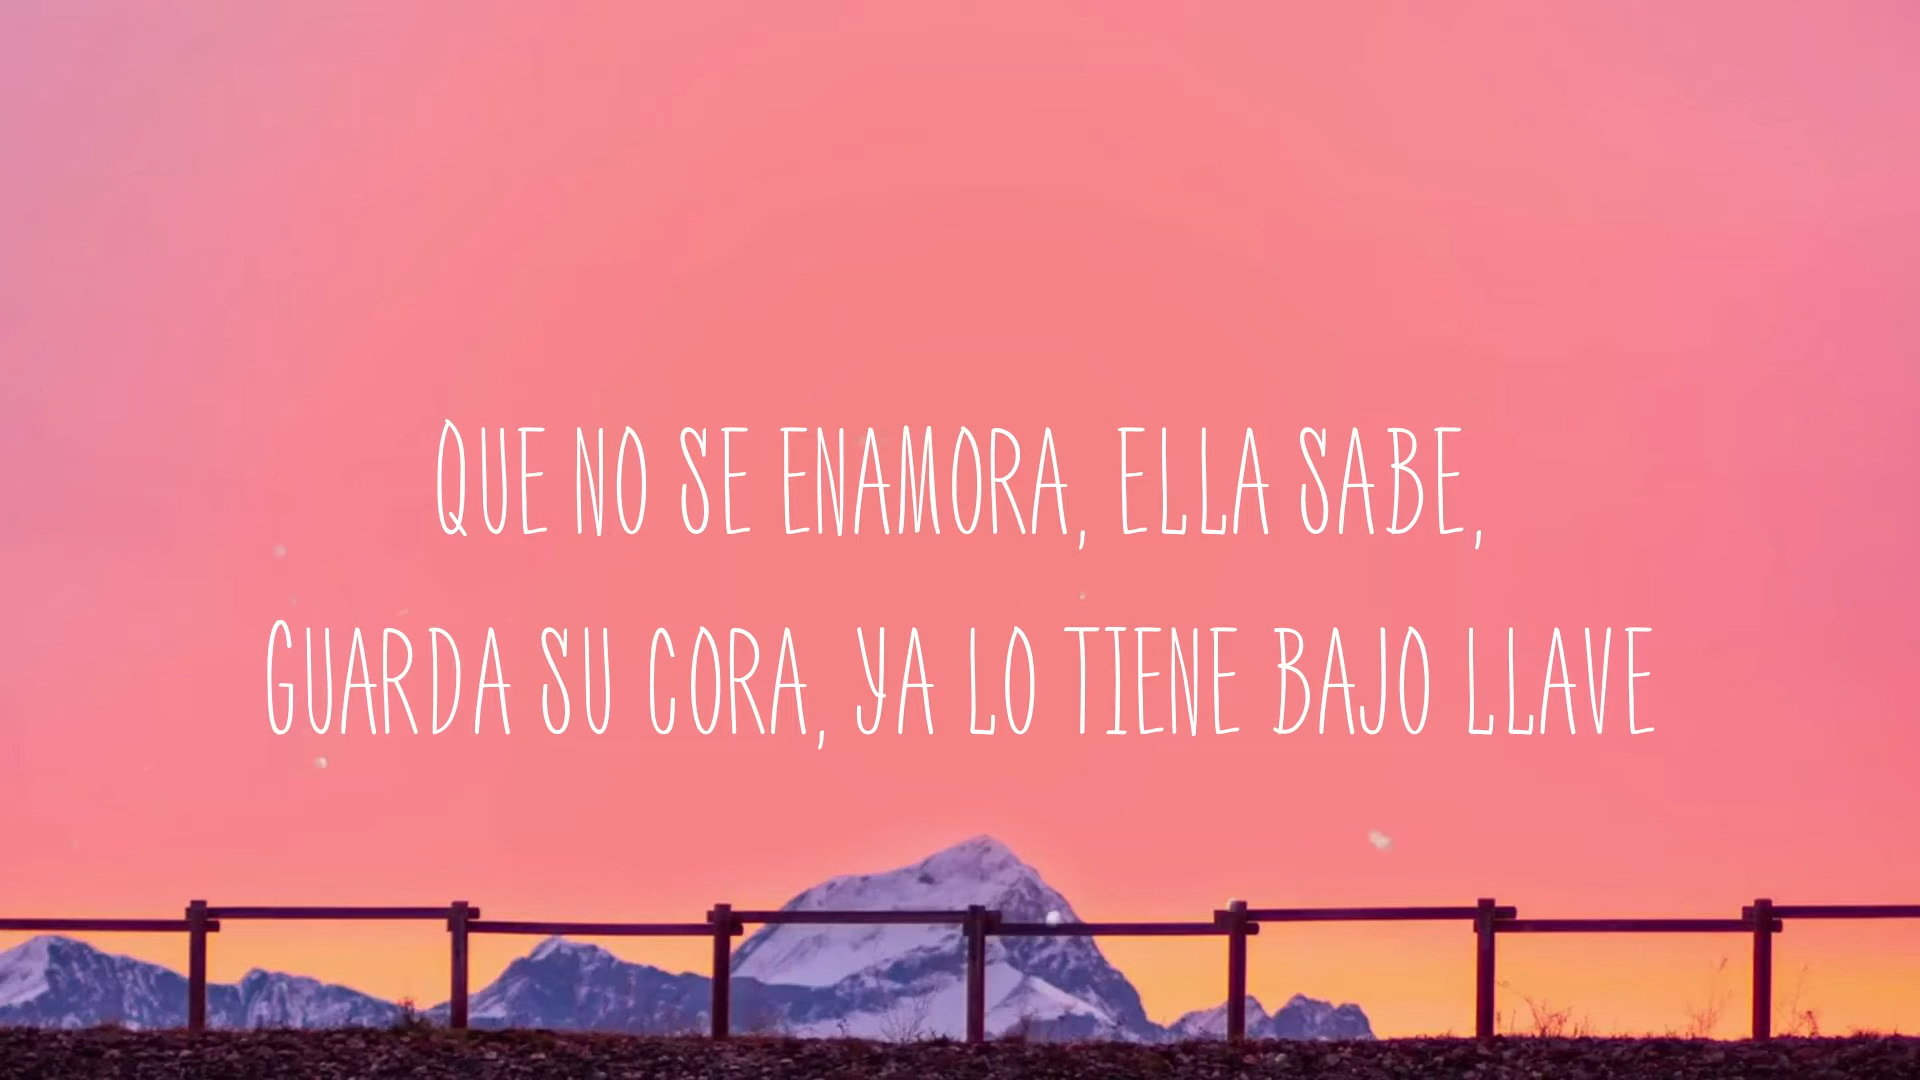 QUE NO SE ENAMORA, ELLA SABE,
GUARDA SU CORA, YA LO TIENE BAJO LLAVE